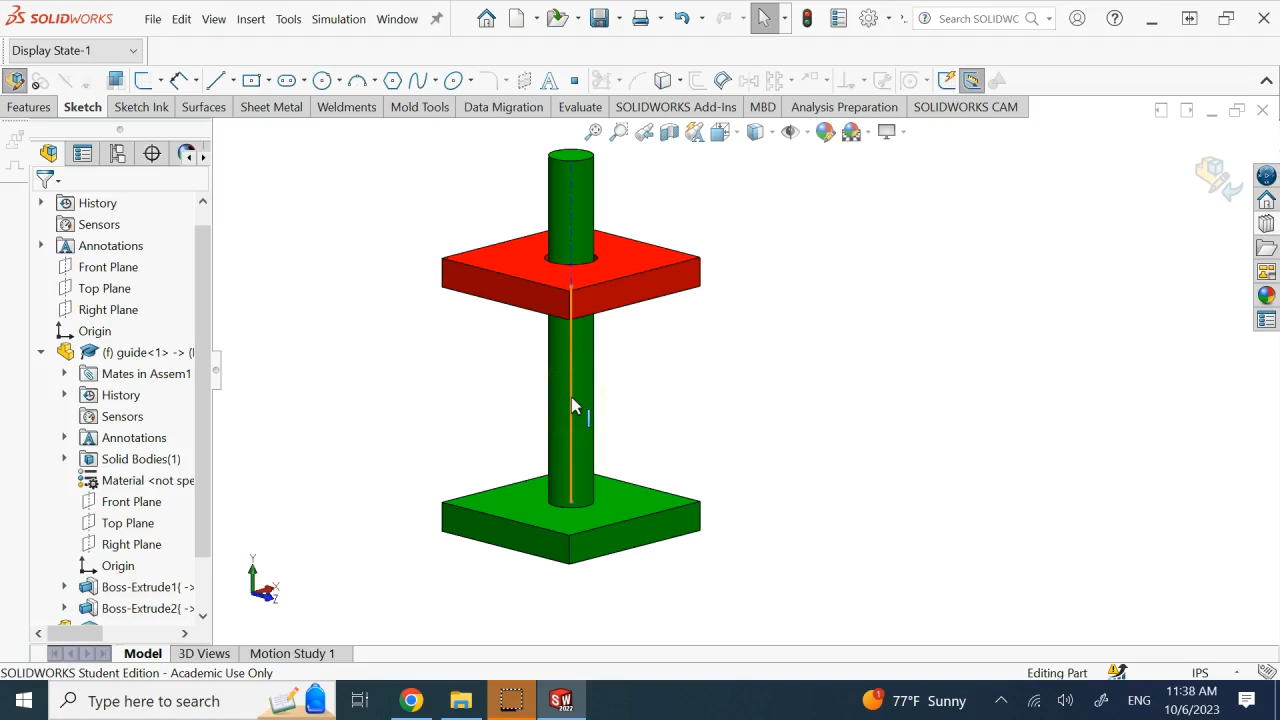 SOLIDWORKS File Edit View Insert Tools Simulation Window Search SOLIDWC
Display State-1
Features Sketch Sketch Ink Surfaces Sheet Metal Weldments Mold Tools Data Migration Evaluate SOLIDWORKS Add-Ins MBD Analysis Preparation SOLIDWORKS CAM
History
Sensors
Annotations
Front Plane
Top Plane
Right Plane
Origin
(f) guide<1> -> (
Mates in Assem1
History
Sensors
Annotations
Solid Bodies(1)
Material <not spe
Front Plane
Top Plane
Right Plane
Origin
Boss-Extrude1{ ->
Boss-Extrude2{ ->
Y
X
Z
Model 3D Views Motion Study 1
SOLIDWORKS Student Edition - Academic Use Only Editing Part IPS
Type here to search SW 2022 1 77°F Sunny ENG 11:38 AM
10/6/2023